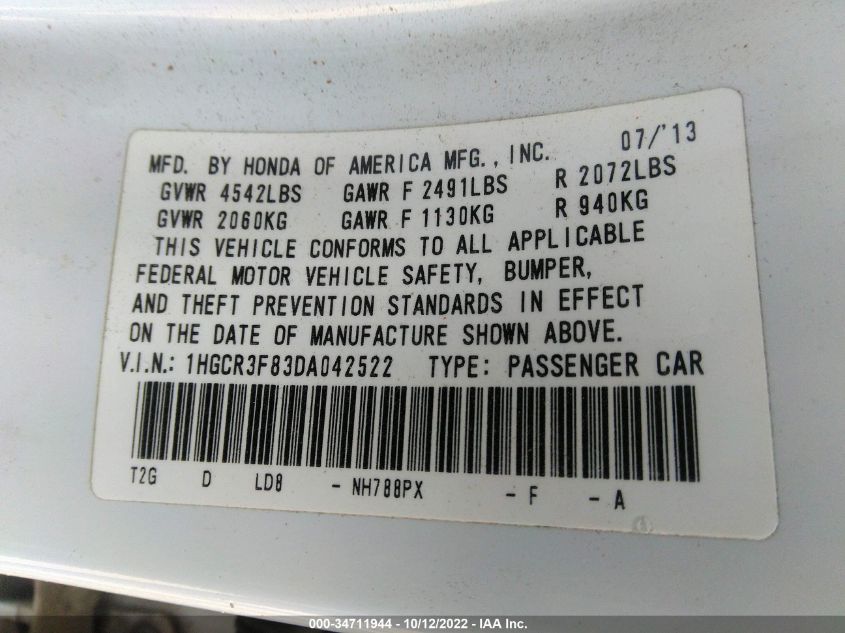 MFD. BY HONDA OF AMERICA MFG., INC. 07/'13
GVWR 4542LBS GAWR F 2491LBS R 2072LBS
GVWR 2060KG GAWR F 1130KG R 940KG
THIS VEHICLE CONFORMS TO ALL APPLICABLE
FEDERAL MOTOR VEHICLE SAFETY, BUMPER,
AND THEFT PREVENTION STANDARDS IN EFFECT
ON THE DATE OF MANUFACTURE SHOWN ABOVE.
V.I.N.: 1HGCR3F83DA042522 TYPE: PASSENGER CAR
T2G D LD8 - NH788PX - F - A
000-34711944 - 10/12/2022 - IAA Inc.